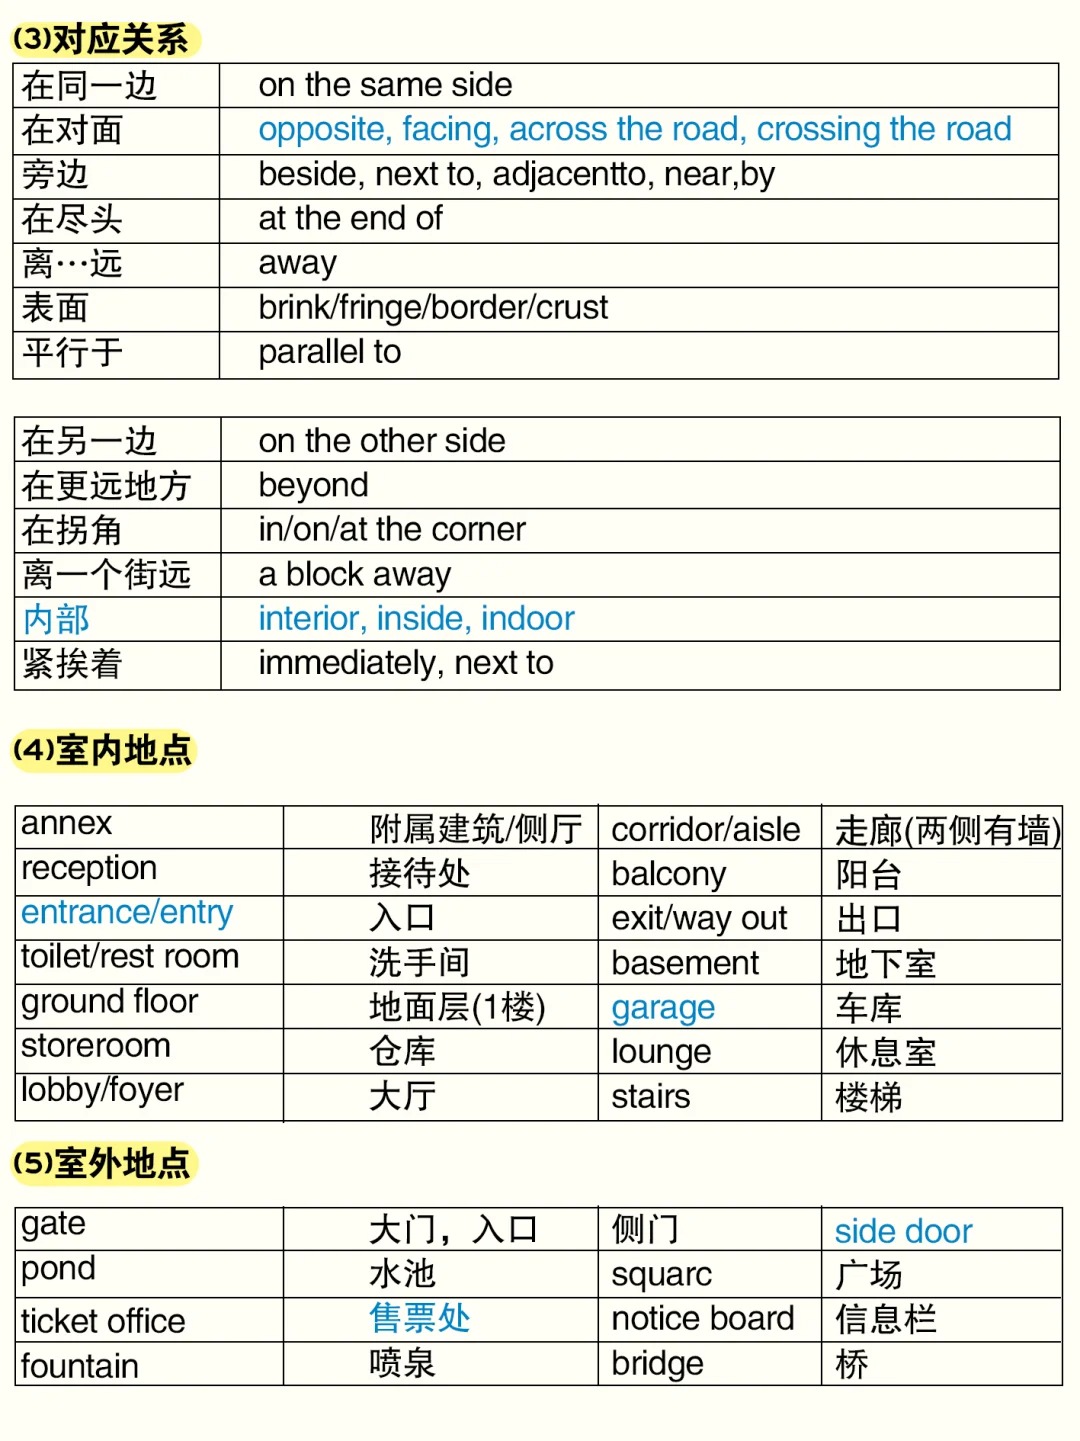 (3)对应关系
在同一边 on the same side
在对面 opposite, facing, across the road, crossing the road
旁边 beside, next to, adjacentto, near,by
在尽头 at the end of
离…远 away
表面 brink/fringe/border/crust
平行于 parallel to
在另一边 on the other side
在更远地方 beyond
在拐角 in/on/at the corner
离一个街远 a block away
内部 interior, inside, indoor
紧挨着 immediately, next to
(4)室内地点
annex 附属建筑/侧厅 corridor/aisle 走廊(两侧有墙)
reception 接待处 balcony 阳台
entrance/entry 入口 exit/way out 出口
toilet/rest room 洗手间 basement 地下室
ground floor 地面层(1楼) garage 车库
storeroom 仓库 lounge 休息室
lobby/foyer 大厅 stairs 楼梯
(5)室外地点
gate 大门，入口 侧门 side door
pond 水池 squarc 广场
ticket office 售票处 notice board 信息栏
fountain 喷泉 bridge 桥